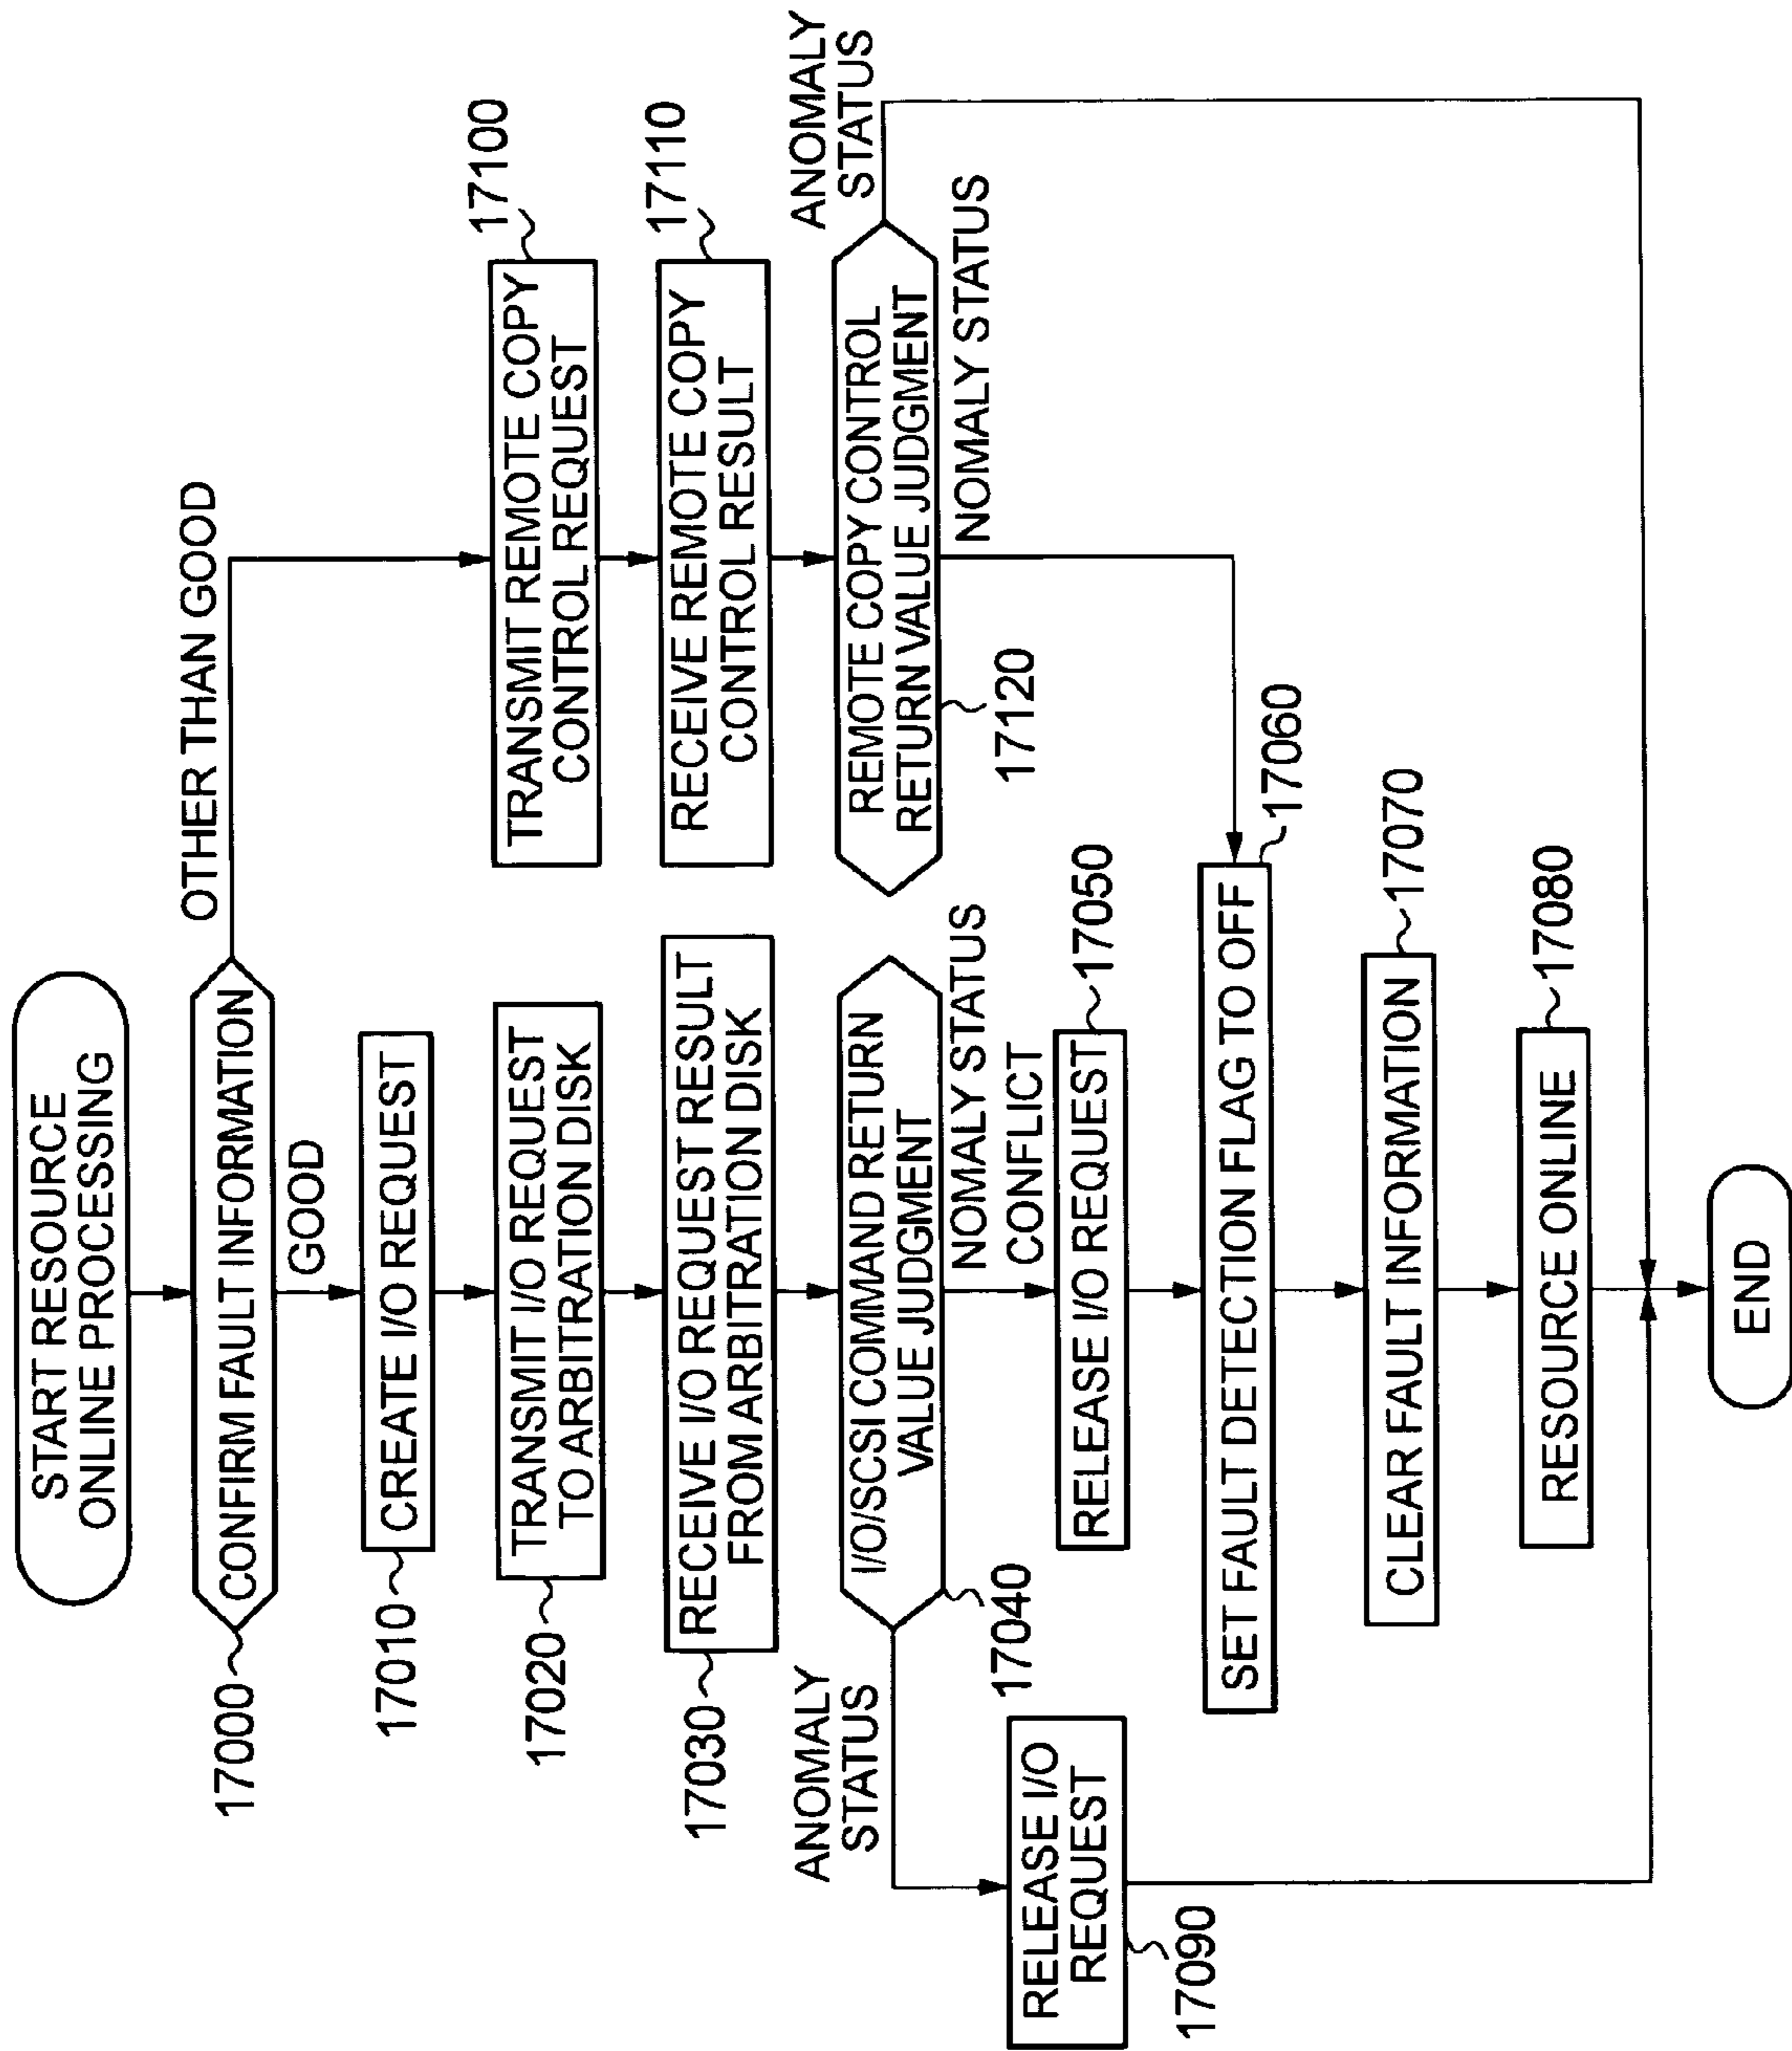 START RESOURCE
ONLINE PROCESSING
17000
CONFIRM FAULT INFORMATION
OTHER THAN GOOD
GOOD
17010
CREATE I/O REQUEST
17020
TRANSMIT I/O REQUEST
TO ARBITRATION DISK
17030
RECEIVE I/O REQUEST RESULT
FROM ARBITRATION DISK
ANOMALY
STATUS
I/O/SCSI COMMAND RETURN
VALUE JUDGMENT
17040
NOMALY STATUS
CONFLICT
RELEASE I/O REQUEST
17050
SET FAULT DETECTION FLAG TO OFF
17060
CLEAR FAULT INFORMATION
17070
RESOURCE ONLINE
17080
RELEASE I/O
REQUEST
17090
TRANSMIT REMOTE COPY
CONTROL REQUEST
17100
RECEIVE REMOTE COPY
CONTROL RESULT
17110
REMOTE COPY CONTROL
RETURN VALUE JUDGMENT
17120
ANOMALY
STATUS
NOMALY STATUS
END